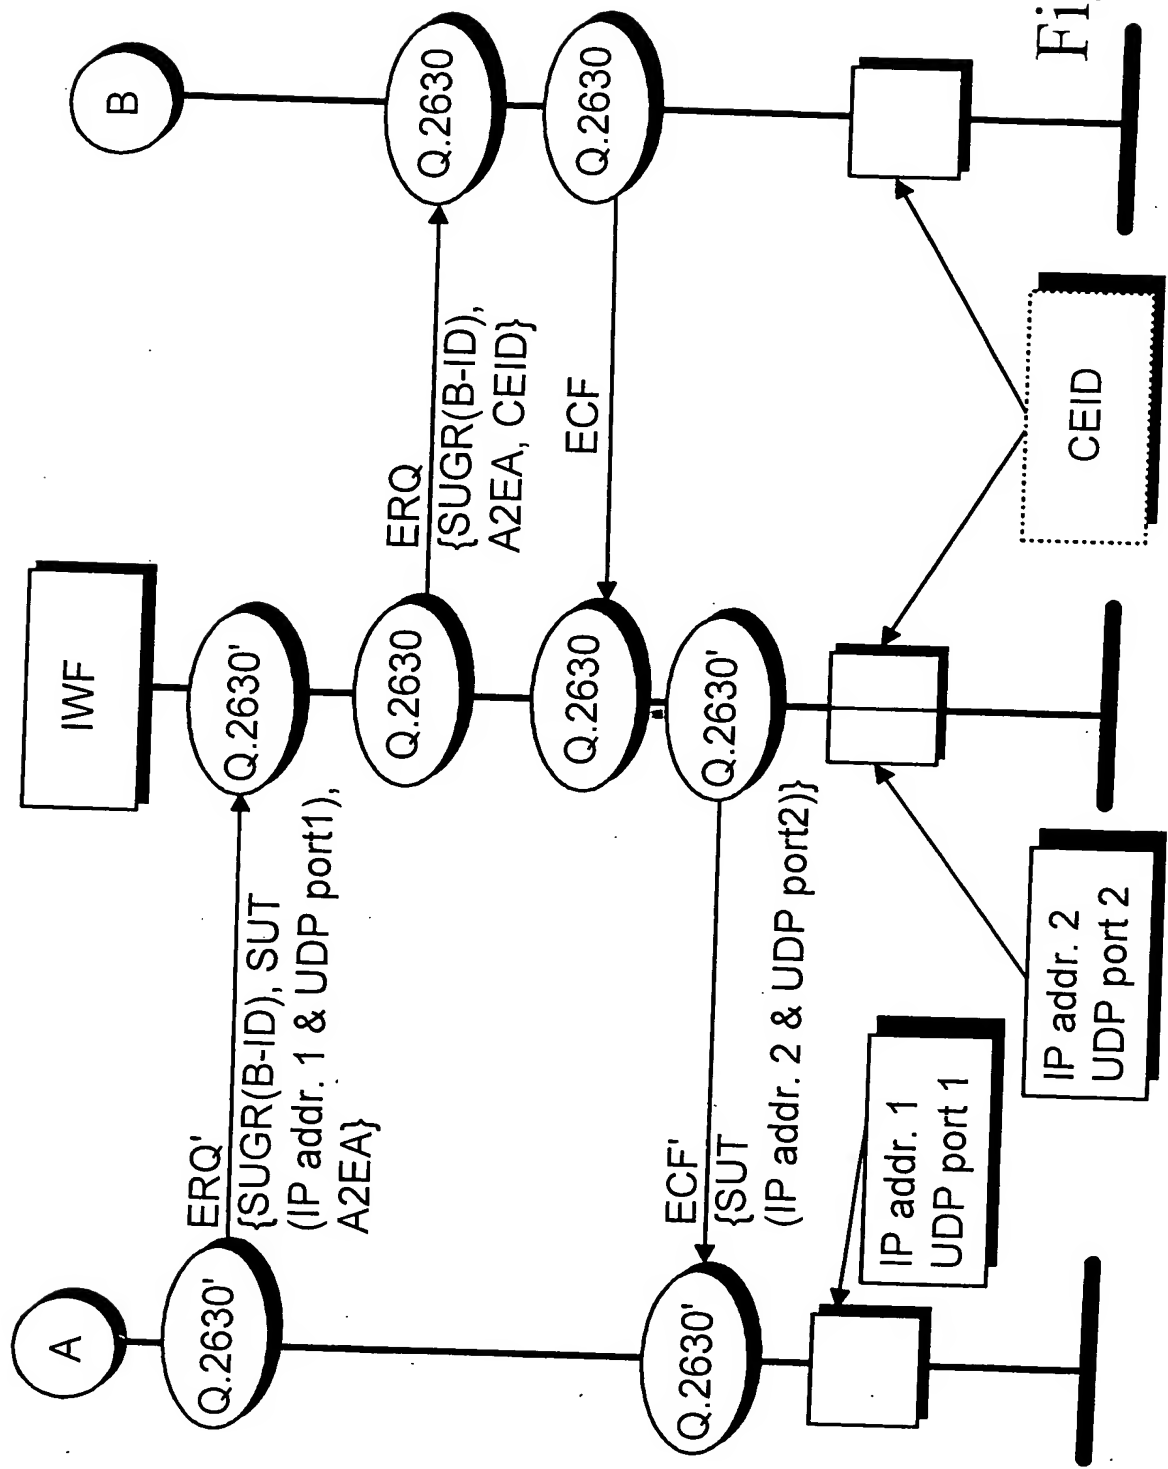 A
IWF
B
Q.2630'
ERQ'
{SUGR(B-ID), SUT
(IP addr. 1 & UDP port1),
A2EA}
Q.2630'
Q.2630
ERQ
{SUGR(B-ID),
A2EA, CEID}
Q.2630
Q.2630
ECF
Q.2630
Q.2630'
ECF'
{SUT
(IP addr. 2 & UDP port2)}
Q.2630'
IP addr. 1
UDP port 1
IP addr. 2
UDP port 2
CEID
Fi